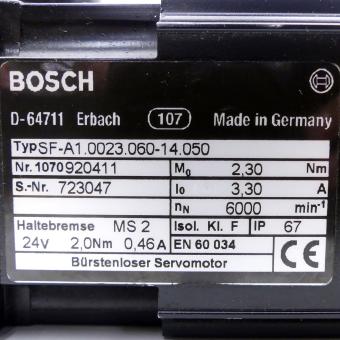 BOSCH
D-64711 Erbach 107 Made in Germany
Typ SF-A1.0023.060-14.050
Nr. 1070 920411 M₀ 2,30 Nm
S.-Nr. 723047 I₀ 3,30 A
nN 6000 min⁻¹
Haltebremse MS 2 Isol. Kl. F IP 67
24V 2,0Nm 0,46A EN 60 034 CE
Bürstenloser Servomotor